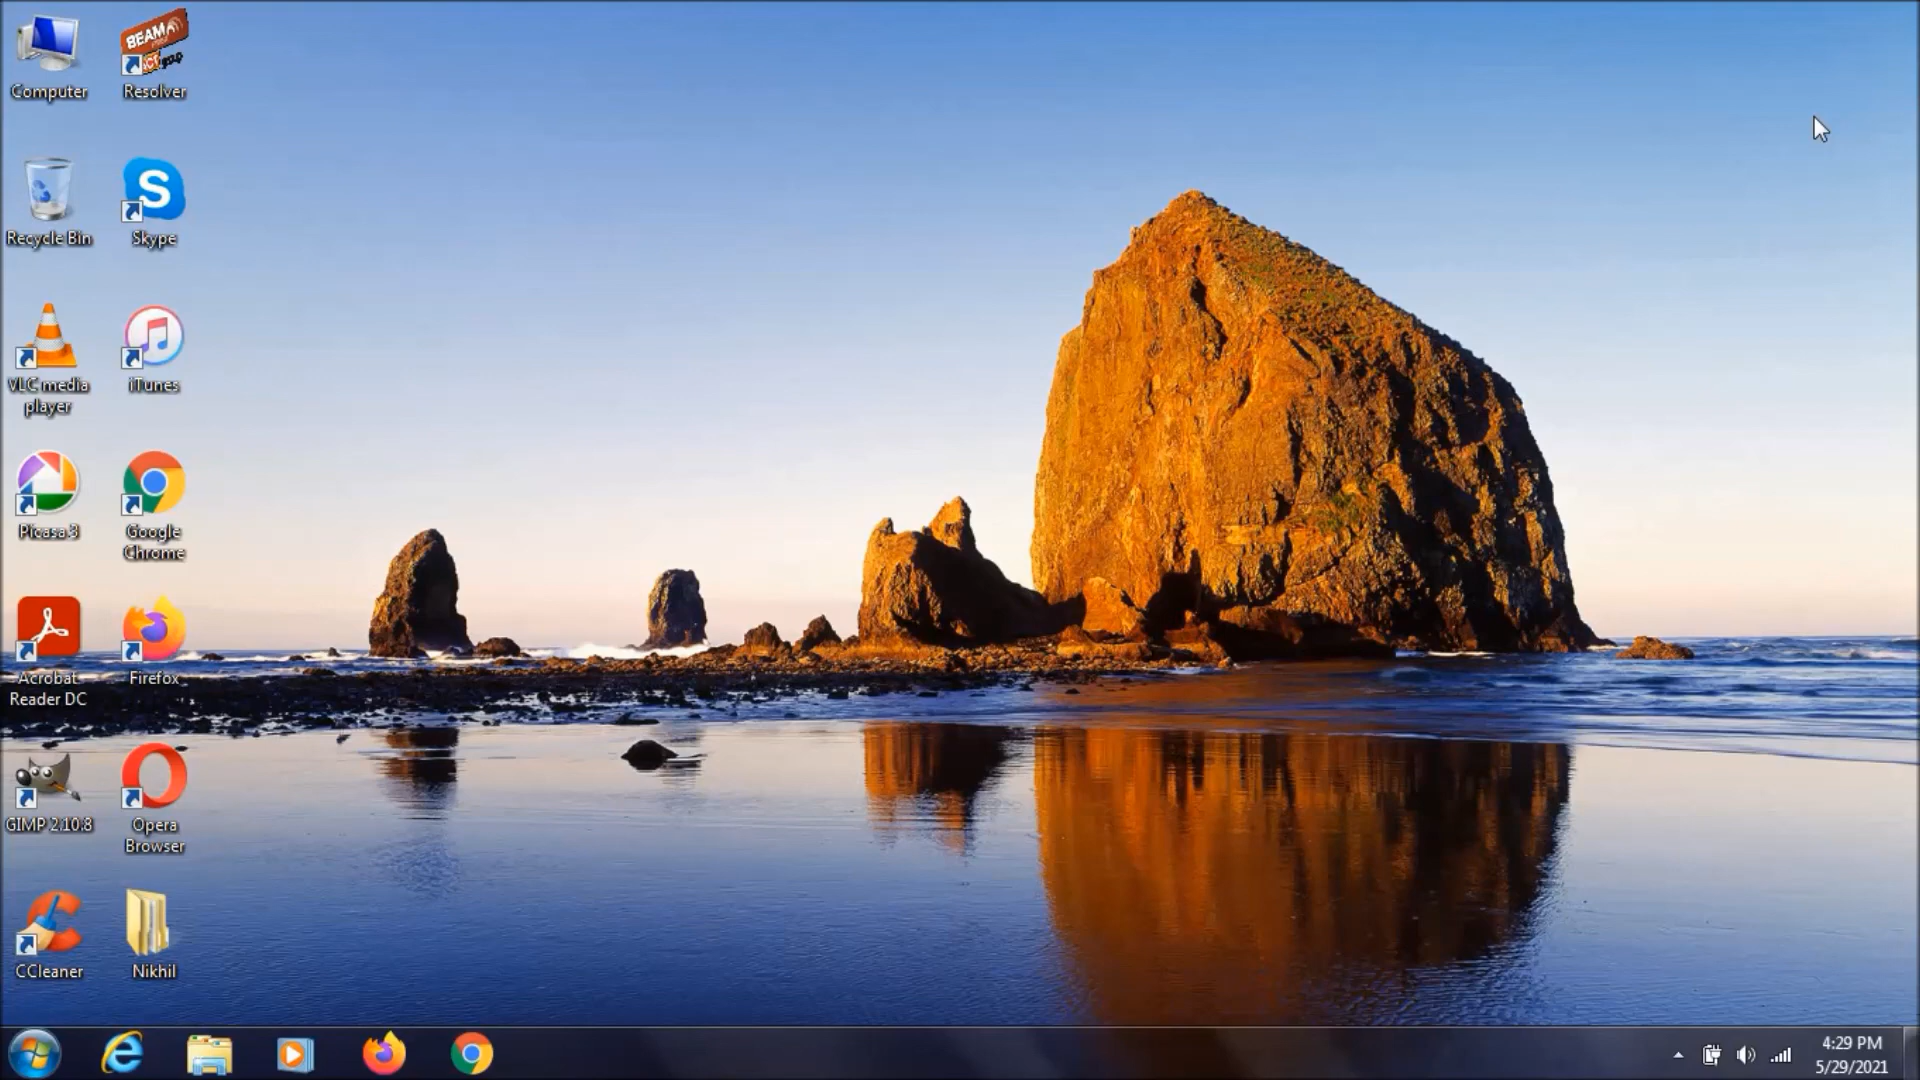 Computer
BEAM
Resolver
Recycle Bin
S
Skype
VLC media
player
iTunes
Picasa 3
Google
Chrome
Acrobat
Reader DC
Firefox
GIMP 2.10.8
Opera
Browser
CCleaner
Nikhil
4:29 PM
5/29/2021